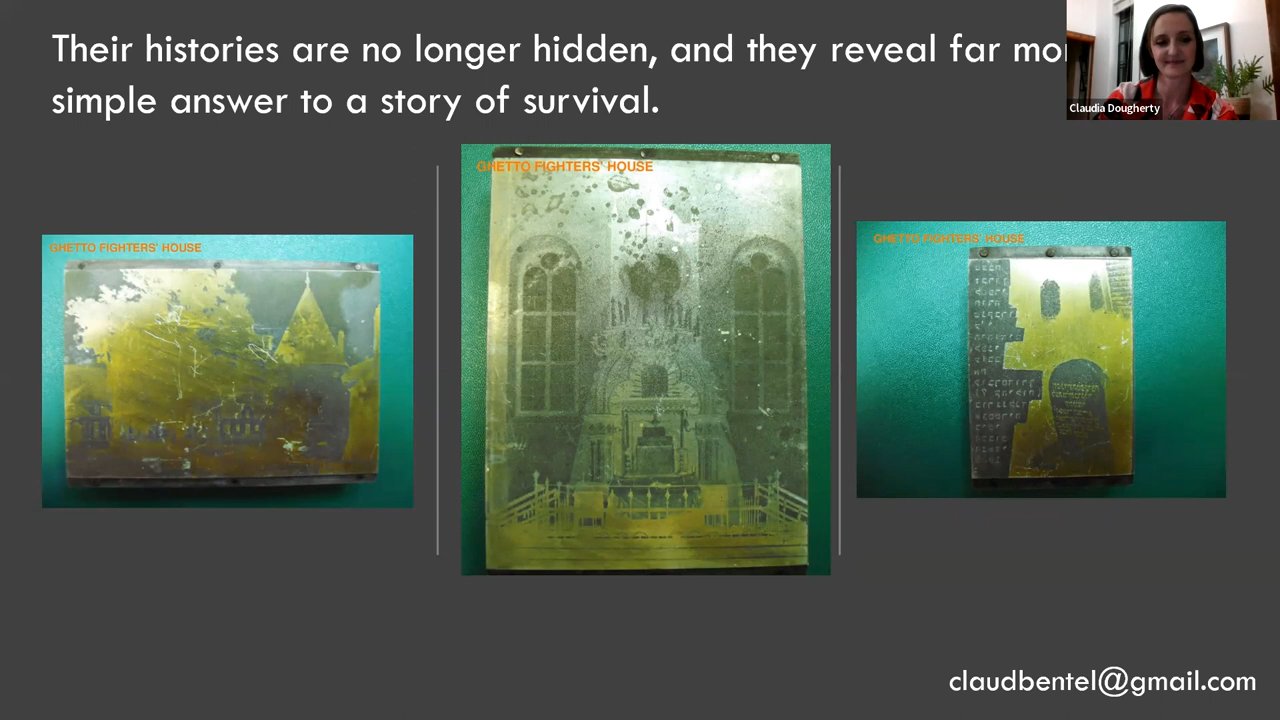 Their histories are no longer hidden, and they reveal far
simple answer to a story of survival.
Claudia Dougherty
GHETTO FIGHTERS' HOUSE
GHETTO FIGHTERS' HOUSE
GHETTO FIGHTERS' HOUSE
claudbentel@gmail.com